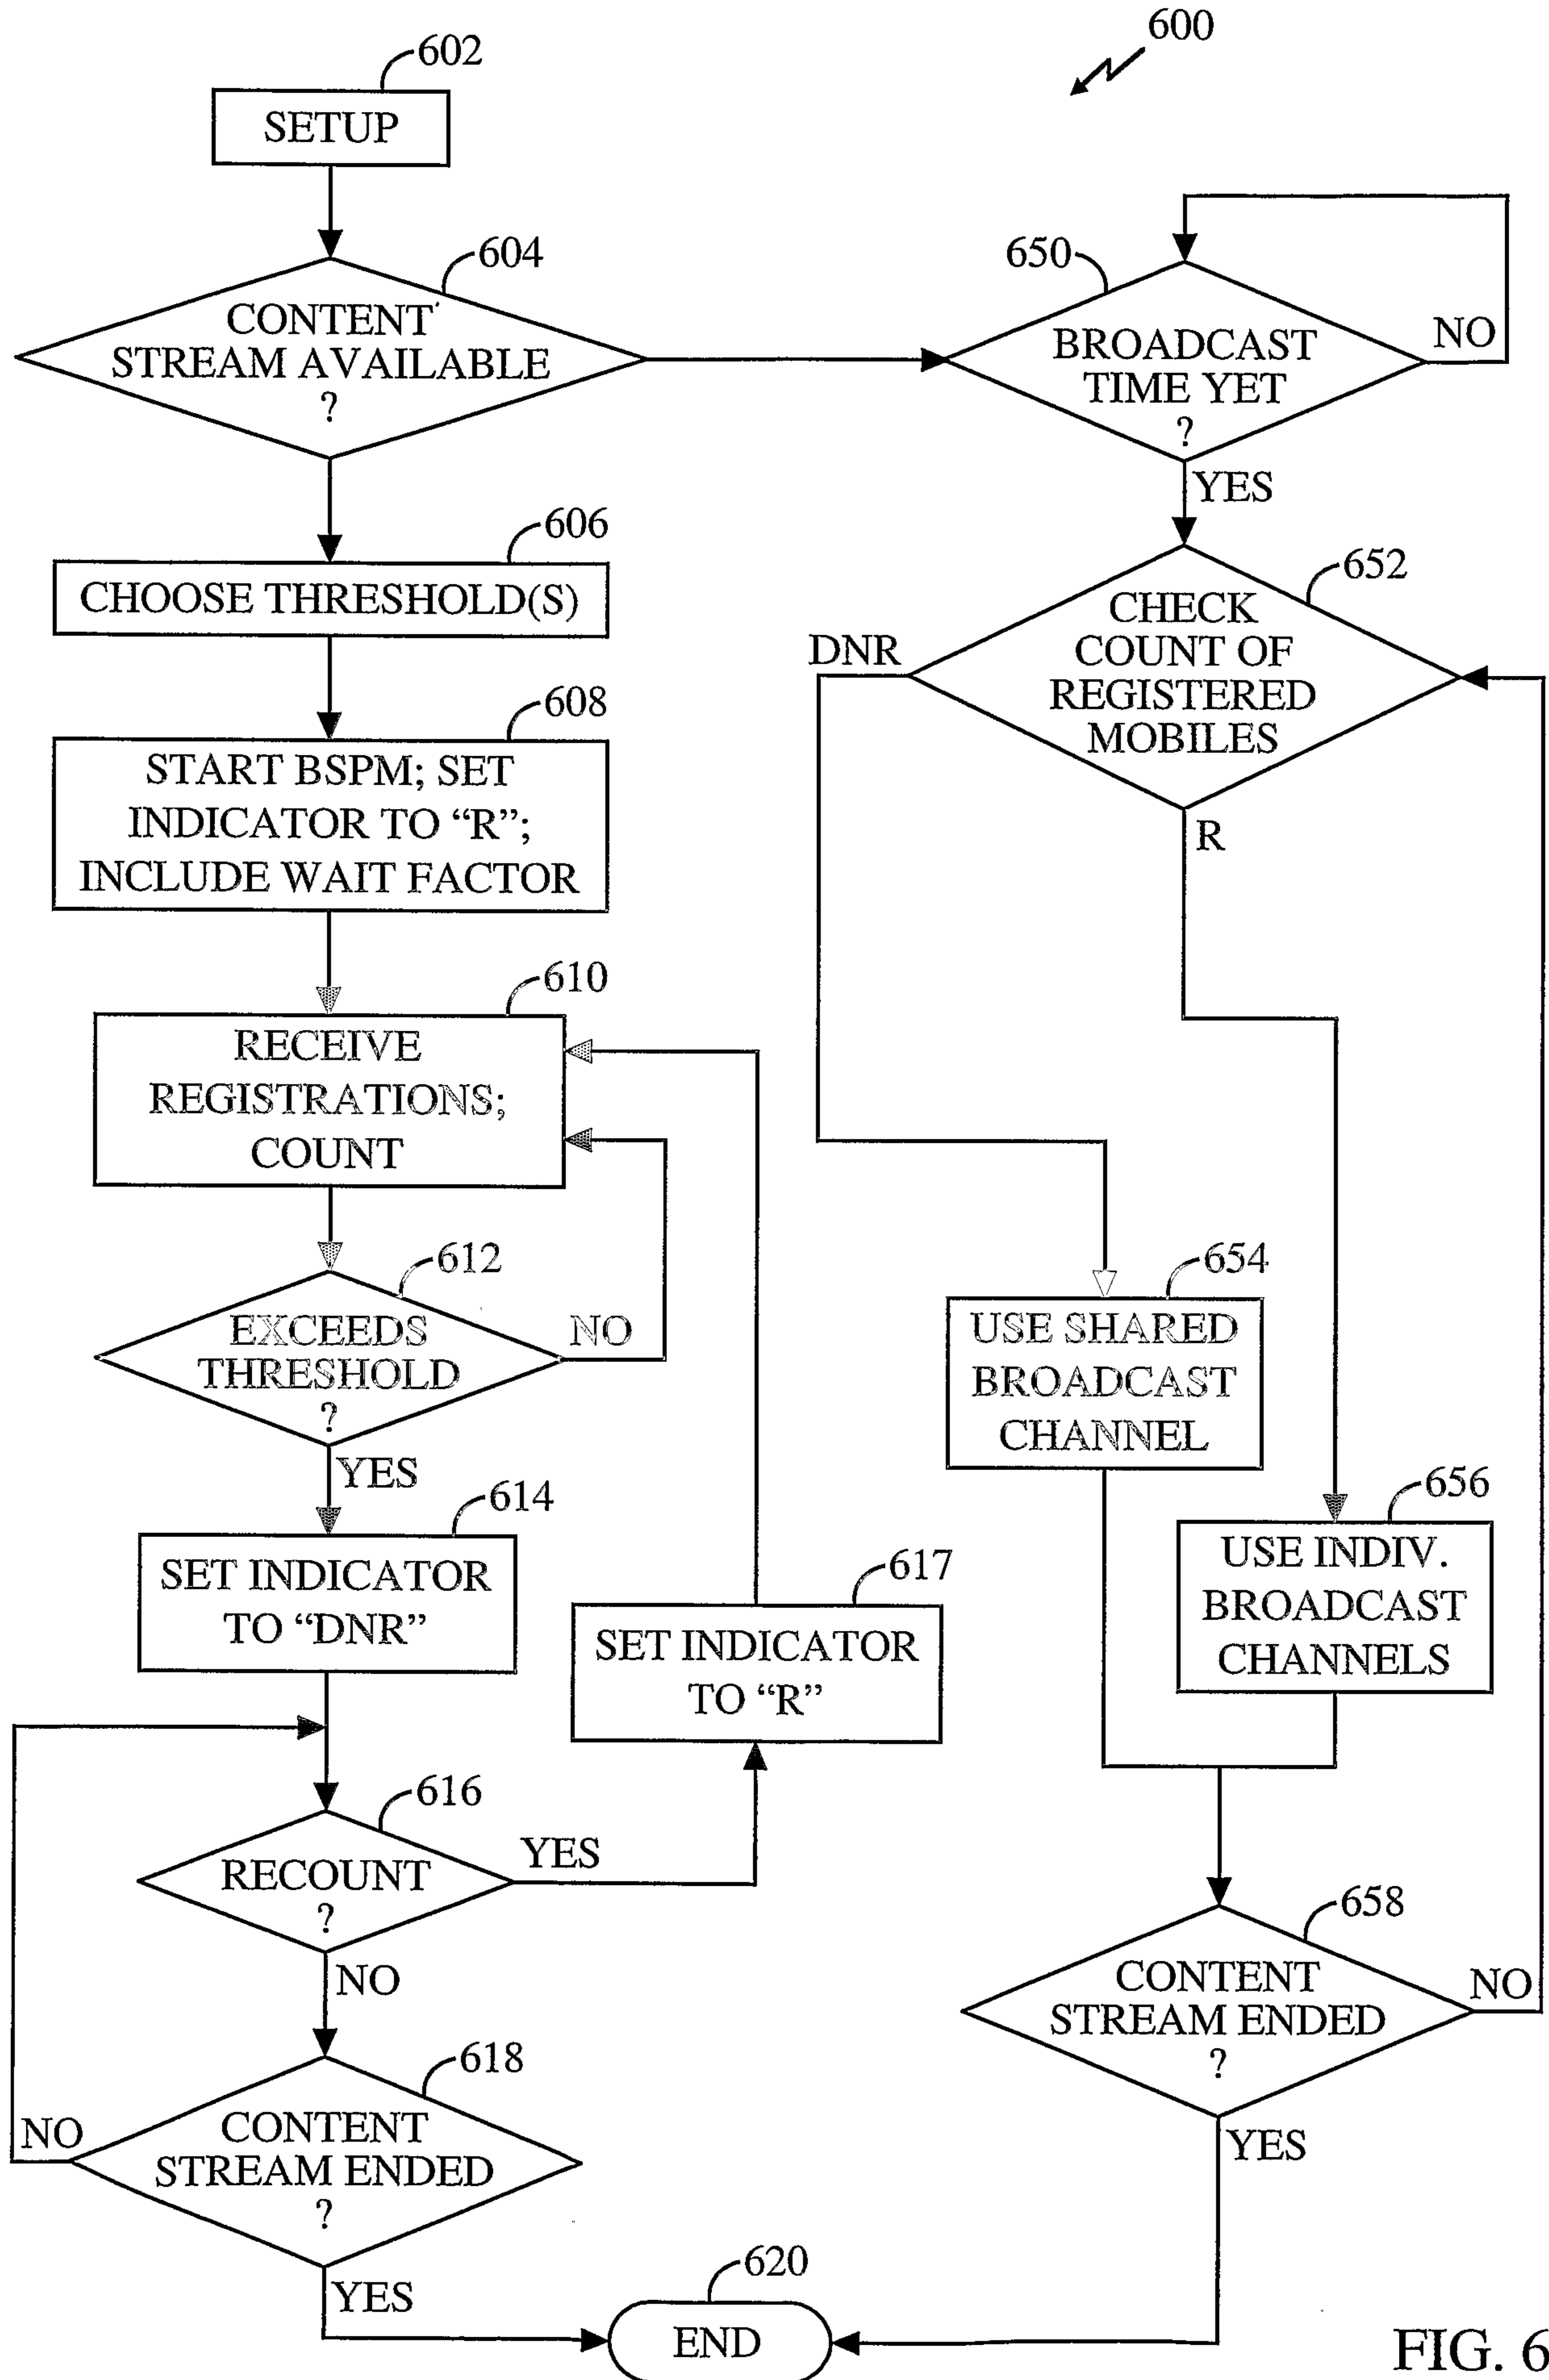 600
602
SETUP
604
CONTENT
STREAM AVAILABLE
?
606
CHOOSE THRESHOLD(S)
608
START BSPM; SET
INDICATOR TO “R”;
INCLUDE WAIT FACTOR
610
RECEIVE
REGISTRATIONS;
COUNT
612
EXCEEDS
THRESHOLD
?
NO
YES
614
SET INDICATOR
TO “DNR”
617
SET INDICATOR
TO “R”
616
RECOUNT
?
YES
NO
618
CONTENT
STREAM ENDED
?
NO
YES
620
END
650
BROADCAST
TIME YET
?
NO
YES
652
CHECK
COUNT OF
REGISTERED
MOBILES
DNR
R
654
USE SHARED
BROADCAST
CHANNEL
656
USE INDIV.
BROADCAST
CHANNELS
658
CONTENT
STREAM ENDED
?
NO
YES
FIG. 6